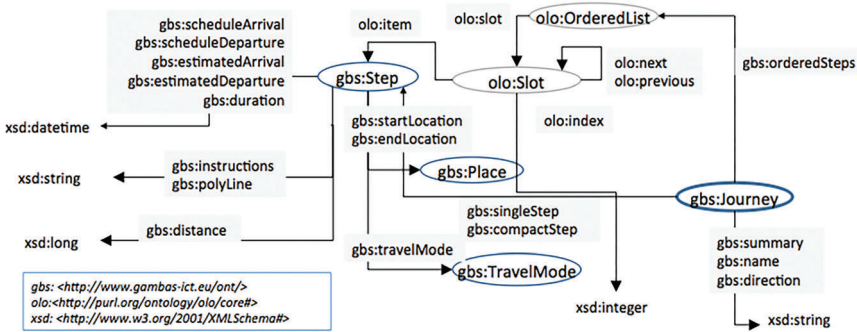 gbs:scheduleArrival
gbs:scheduleDeparture
gbs:estimatedArrival
gbs:estimatedDeparture
gbs:duration
olo:item
olo:slot
olo:OrderedList
gbs:Step
olo:Slot
olo:next
olo:previous
gbs:orderedSteps
xsd:datetime
gbs:startLocation
gbs:endLocation
olo:index
xsd:string
gbs:instructions
gbs:polyLine
gbs:Place
gbs:Journey
xsd:long
gbs:distance
gbs:singleStep
gbs:compactStep
gbs:travelMode
gbs:TravelMode
gbs:summary
gbs:name
gbs:direction
xsd:integer
xsd:string
gbs: <http://www.gambas-ict.eu/ont/>
olo:<http://purl.org/ontology/olo/core#>
xsd: <http://www.w3.org/2001/XMLSchema#>